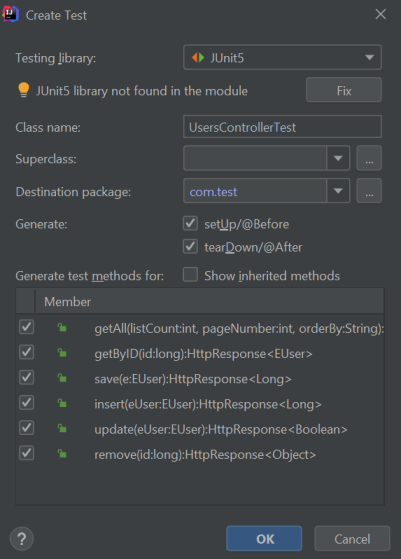 Create Test
Testing library: JUnit5
JUnit5 library not found in the module Fix
Class name: UsersControllerTest
Superclass: ...
Destination package: com.test ...
Generate: setUp/@Before
tearDown/@After
Generate test methods for: Show inherited methods
Member
getAll(listCount:int, pageNumber:int, orderBy:String):
getByID(id:long):HttpResponse<EUser>
save(e:EUser):HttpResponse<Long>
insert(eUser:EUser):HttpResponse<Long>
update(eUser:EUser):HttpResponse<Boolean>
remove(id:long):HttpResponse<Object>
? OK Cancel